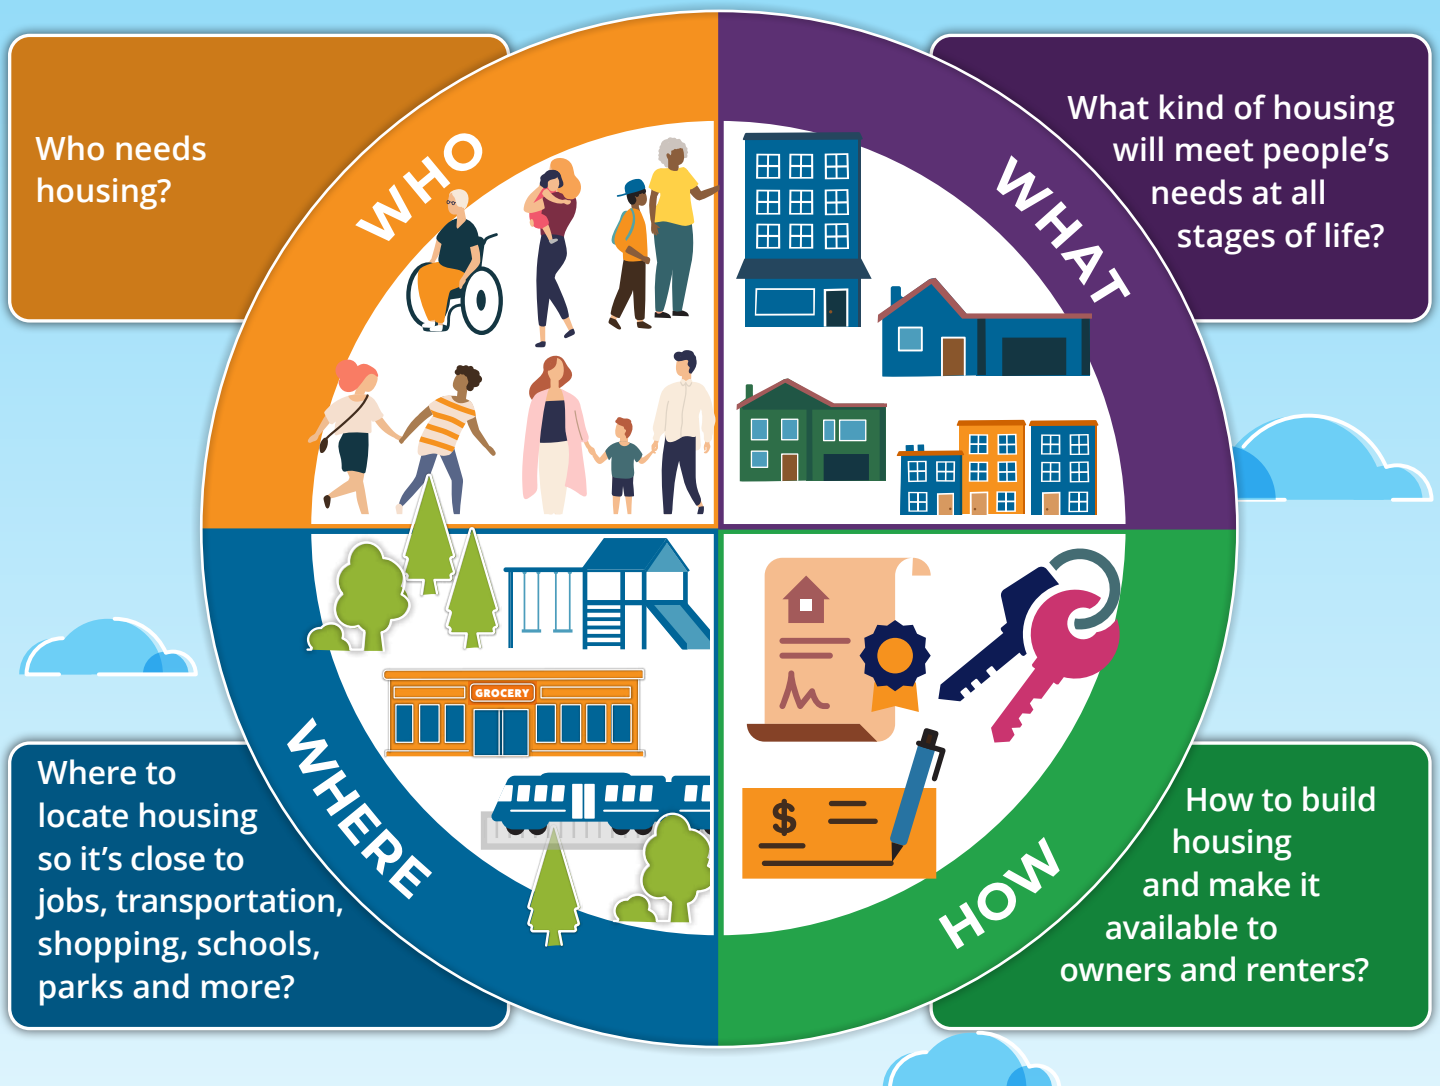 Who needs
housing?
WHO
What kind of housing
will meet people’s
needs at all
stages of life?
WHAT
Where to
locate housing
so it’s close to
jobs, transportation,
shopping, schools,
parks and more?
WHERE
GROCERY
$
How to build
housing
and make it
available to
owners and renters?
HOW